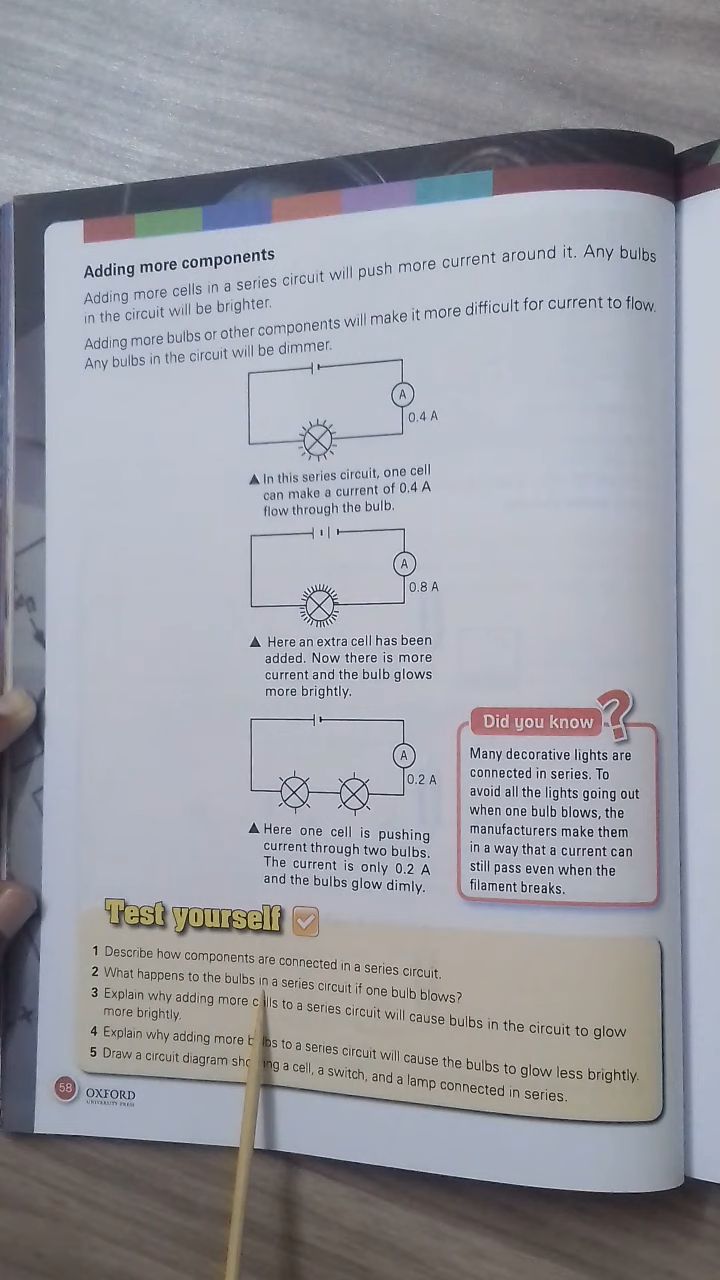 Adding more components
Adding more cells in a series circuit will push more current around it. Any bulbs
in the circuit will be brighter.
Adding more bulbs or other components will make it more difficult for current to flow.
Any bulbs in the circuit will be dimmer.
A
0.4 A
▲ In this series circuit, one cell
can make a current of 0.4 A
flow through the bulb.
A
0.8 A
▲ Here an extra cell has been
added. Now there is more
current and the bulb glows
more brightly.
A
0.2 A
▲ Here one cell is pushing
current through two bulbs.
The current is only 0.2 A
and the bulbs glow dimly.
Did you know ?
Many decorative lights are
connected in series. To
avoid all the lights going out
when one bulb blows, the
manufacturers make them
in a way that a current can
still pass even when the
filament breaks.
Test yourself
1 Describe how components are connected in a series circuit.
2 What happens to the bulbs in a series circuit if one bulb blows?
3 Explain why adding more cells to a series circuit will cause bulbs in the circuit to glow
more brightly.
4 Explain why adding more bulbs to a series circuit will cause the bulbs to glow less brightly.
5 Draw a circuit diagram showing a cell, a switch, and a lamp connected in series.
58
OXFORD
UNIVERSITY PRESS